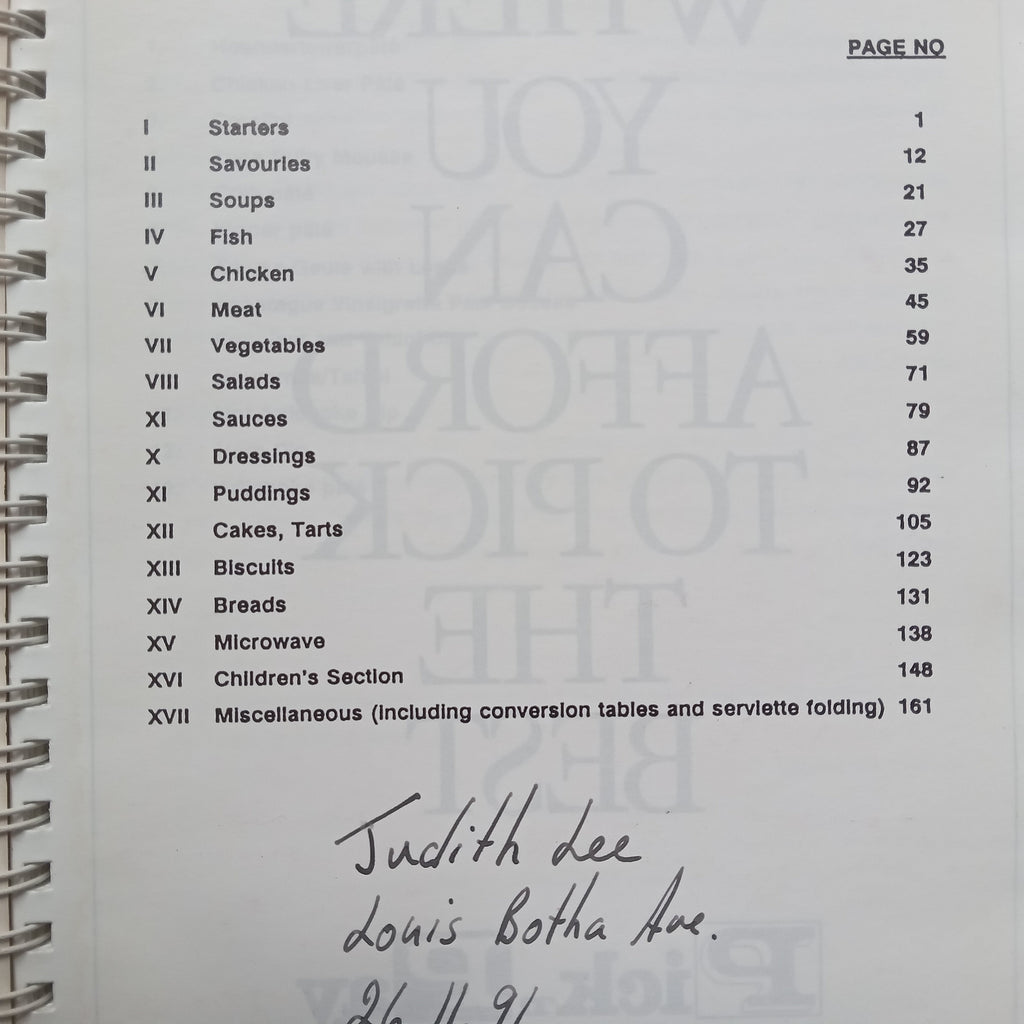 PAGE NO
I Starters 1
II Savouries 12
III Soups 21
IV Fish 27
V Chicken 35
VI Meat 45
VII Vegetables 59
VIII Salads 71
XI Sauces 79
X Dressings 87
XI Puddings 92
XII Cakes, Tarts 105
XIII Biscuits 123
XIV Breads 131
XV Microwave 138
XVI Children's Section 148
XVII Miscellaneous (including conversion tables and serviette folding) 161
Judith Lee
Louis Botha Ave.
26.11.91